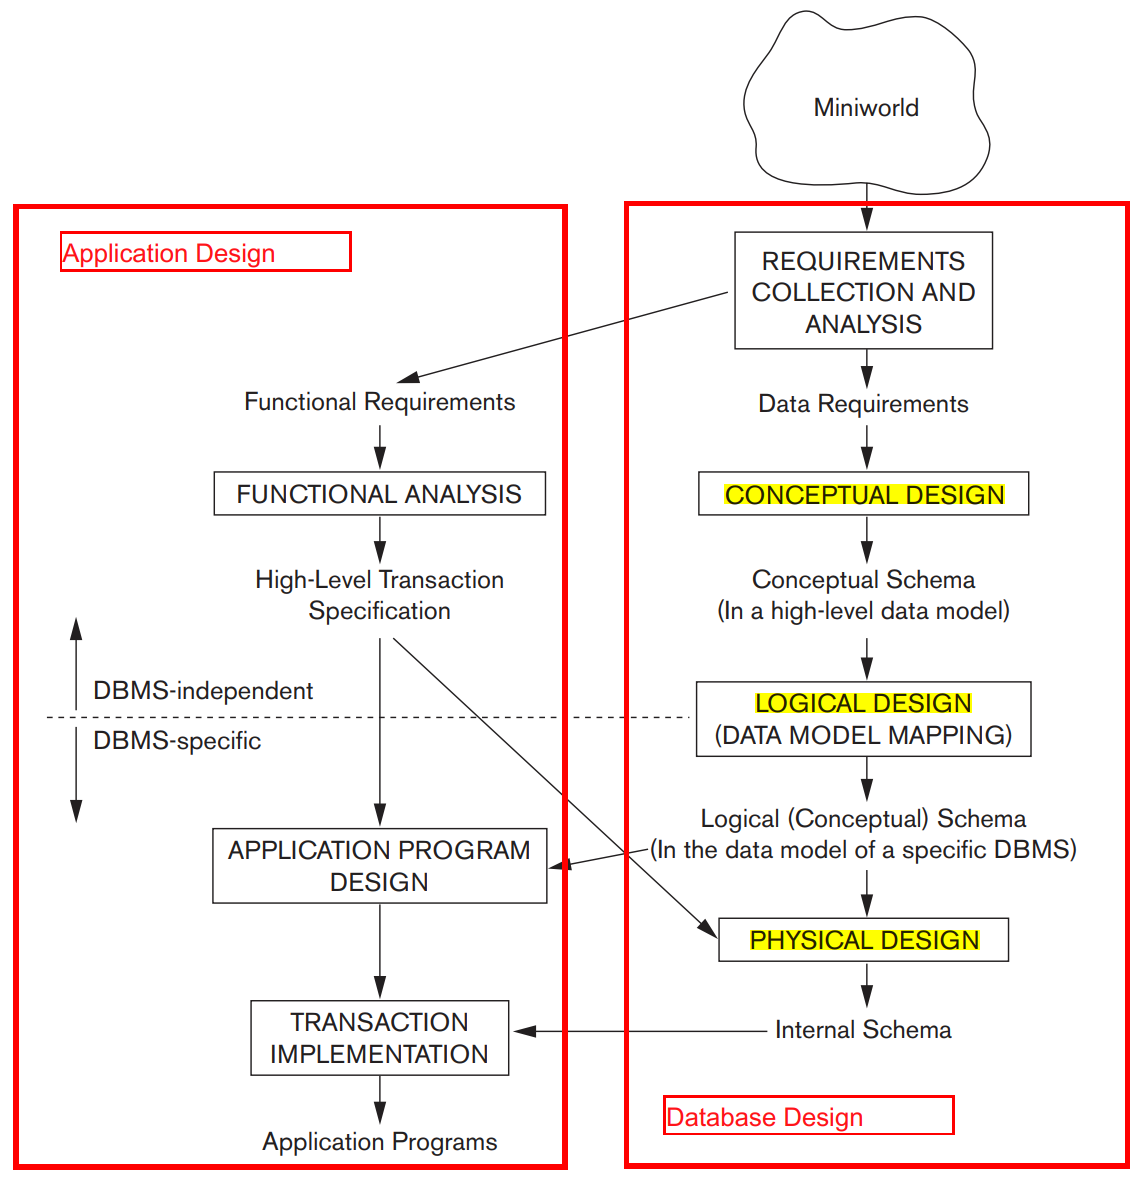 Miniworld
Application Design
REQUIREMENTS
COLLECTION AND
ANALYSIS
Functional Requirements
Data Requirements
FUNCTIONAL ANALYSIS
CONCEPTUAL DESIGN
High-Level Transaction
Specification
Conceptual Schema
(In a high-level data model)
DBMS-independent
DBMS-specific
LOGICAL DESIGN
(DATA MODEL MAPPING)
Logical (Conceptual) Schema
(In the data model of a specific DBMS)
APPLICATION PROGRAM
DESIGN
PHYSICAL DESIGN
TRANSACTION
IMPLEMENTATION
Internal Schema
Database Design
Application Programs